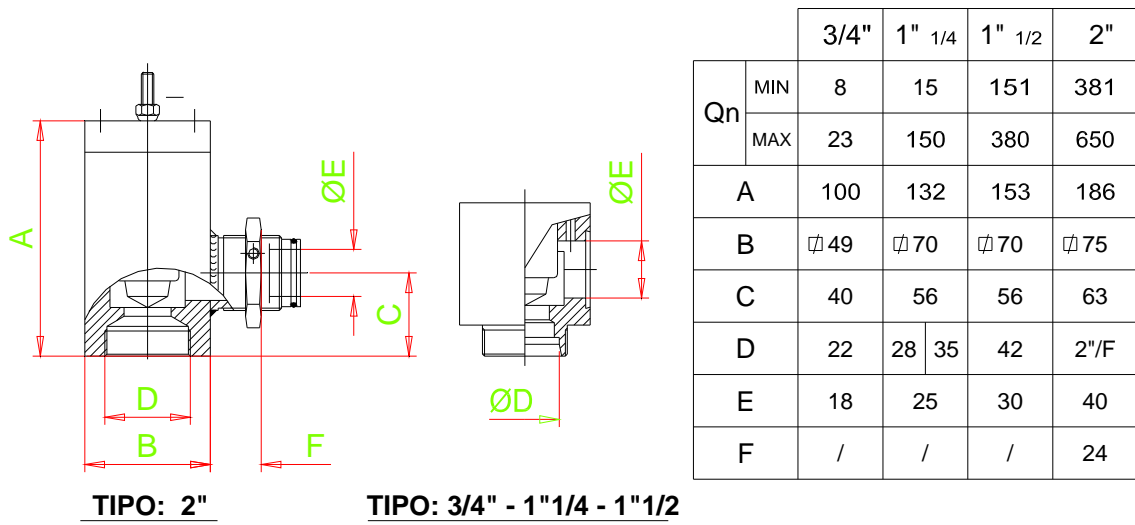 A
ØE
C
D
B
F
TIPO: 2"
ØE
ØD
TIPO: 3/4" - 1"1/4 - 1"1/2
3/4" 1" 1/4 1" 1/2 2"
Qn MIN 8 15 151 381
MAX 23 150 380 650
A 100 132 153 186
B 49 70 70 75
C 40 56 56 63
D 22 28 35 42 2"/F
E 18 25 30 40
F / / / 24